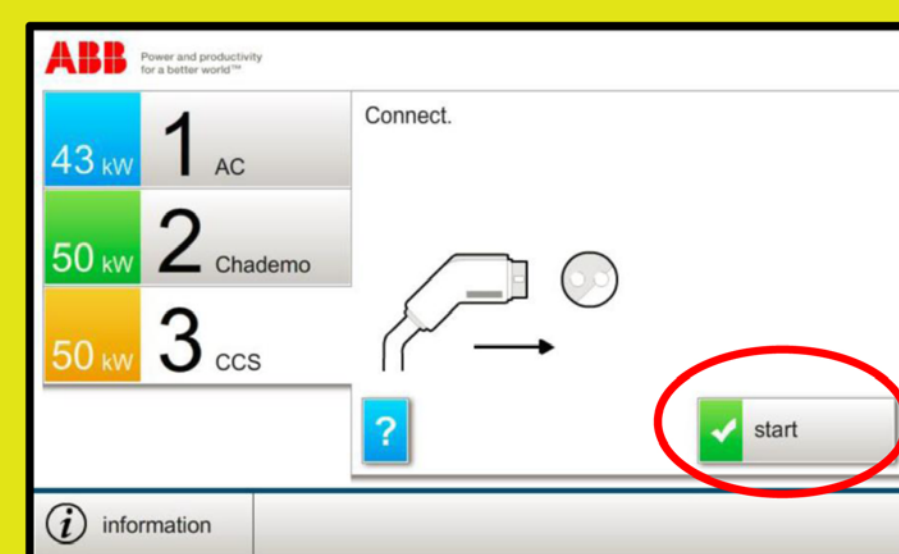 ABB
Power and productivity
for a better world™
43 kW 1 AC
50 kW 2 Chademo
50 kW 3 CCS
Connect.
?
start
i information